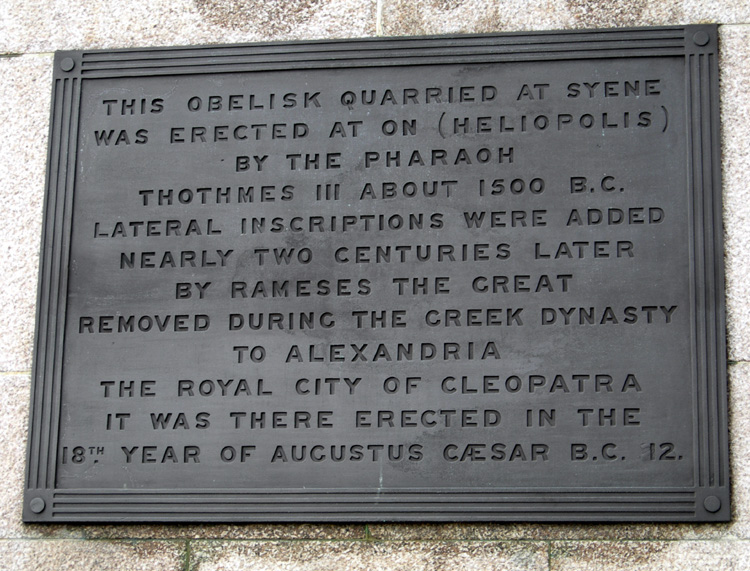 THIS OBELISK QUARRIED AT SYENE
WAS ERECTED AT ON (HELIOPOLIS)
BY THE PHARAOH
THOTHMES III ABOUT 1500 B.C.
LATERAL INSCRIPTIONS WERE ADDED
NEARLY TWO CENTURIES LATER
BY RAMESES THE GREAT
REMOVED DURING THE GREEK DYNASTY
TO ALEXANDRIA
THE ROYAL CITY OF CLEOPATRA
IT WAS THERE ERECTED IN THE
18TH YEAR OF AUGUSTUS CÆSAR B.C. 12.